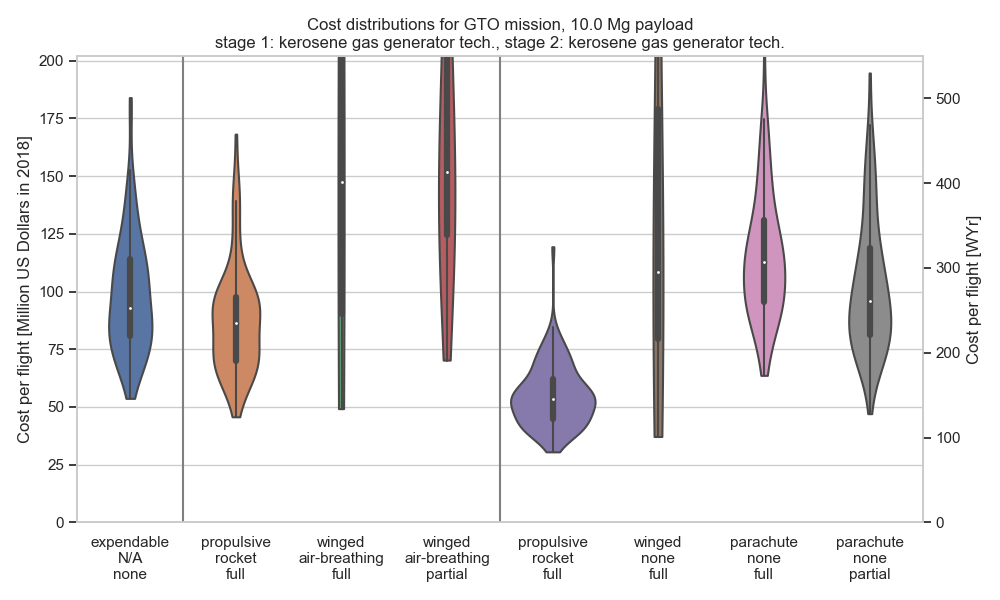 Cost distributions for GTO mission, 10.0 Mg payload
stage 1: kerosene gas generator tech., stage 2: kerosene gas generator tech.
Cost per flight [Million US Dollars in 2018]
200
175
150
125
100
75
50
25
0
500
400
300
200
100
0
Cost per flight [WYr]
expendable
N/A
none
propulsive
rocket
full
winged
air-breathing
full
winged
air-breathing
partial
propulsive
rocket
full
winged
none
full
parachute
none
full
parachute
none
partial